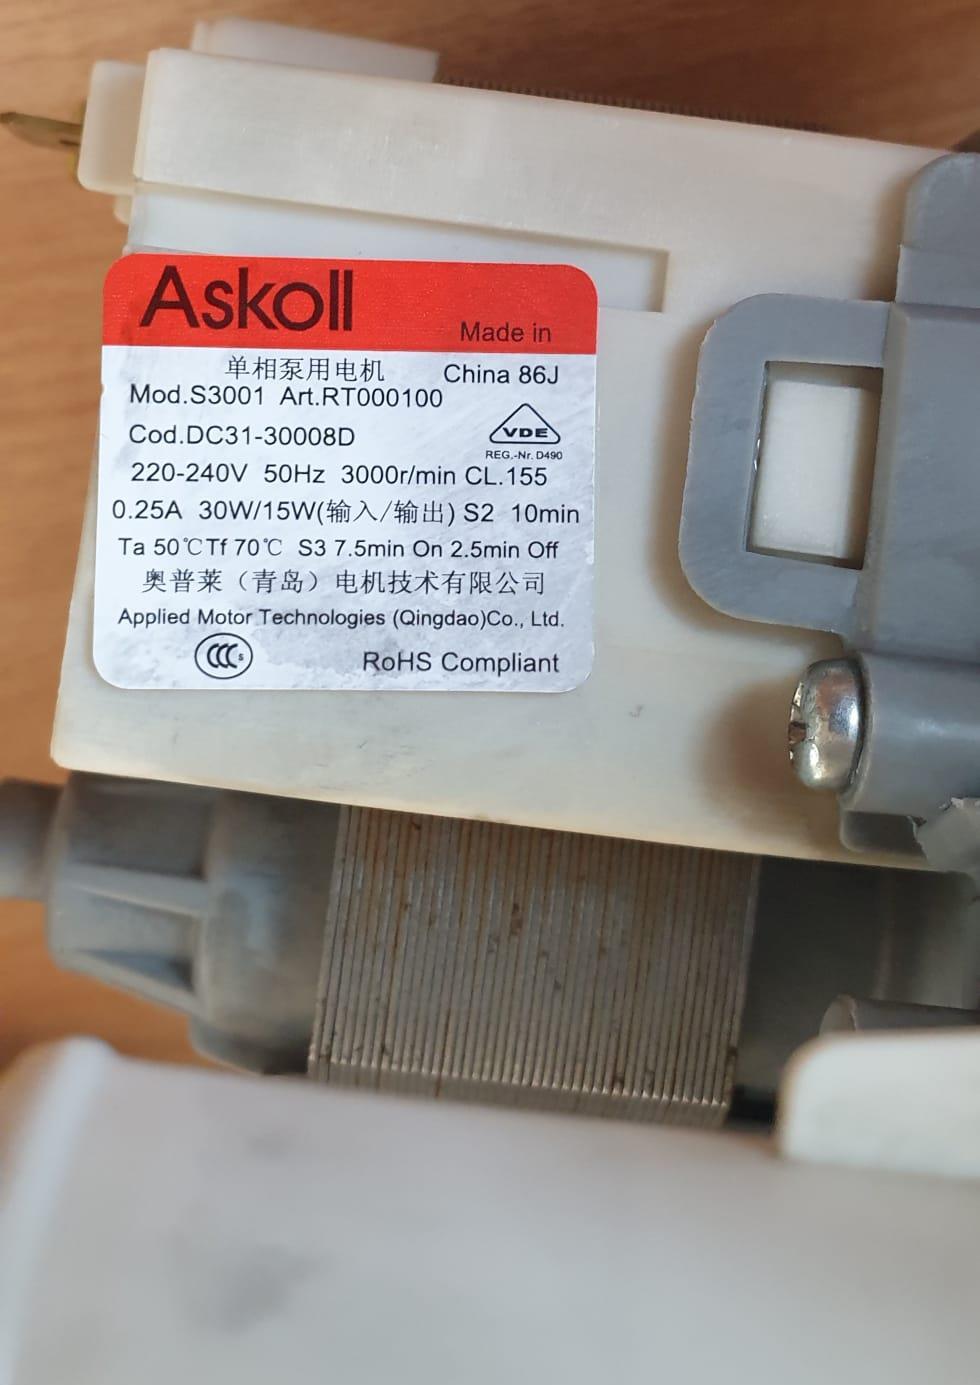 Askoll
Made in
单相泵用电机 China 86J
Mod.S3001 Art.RT000100
Cod.DC31-30008D
VDE
REG.-Nr. D490
220-240V 50Hz 3000r/min CL.155
0.25A 30W/15W(输入/输出) S2 10min
Ta 50℃Tf 70℃ S3 7.5min On 2.5min Off
奥普莱（青岛）电机技术有限公司
Applied Motor Technologies (Qingdao)Co., Ltd.
CCC S
RoHS Compliant